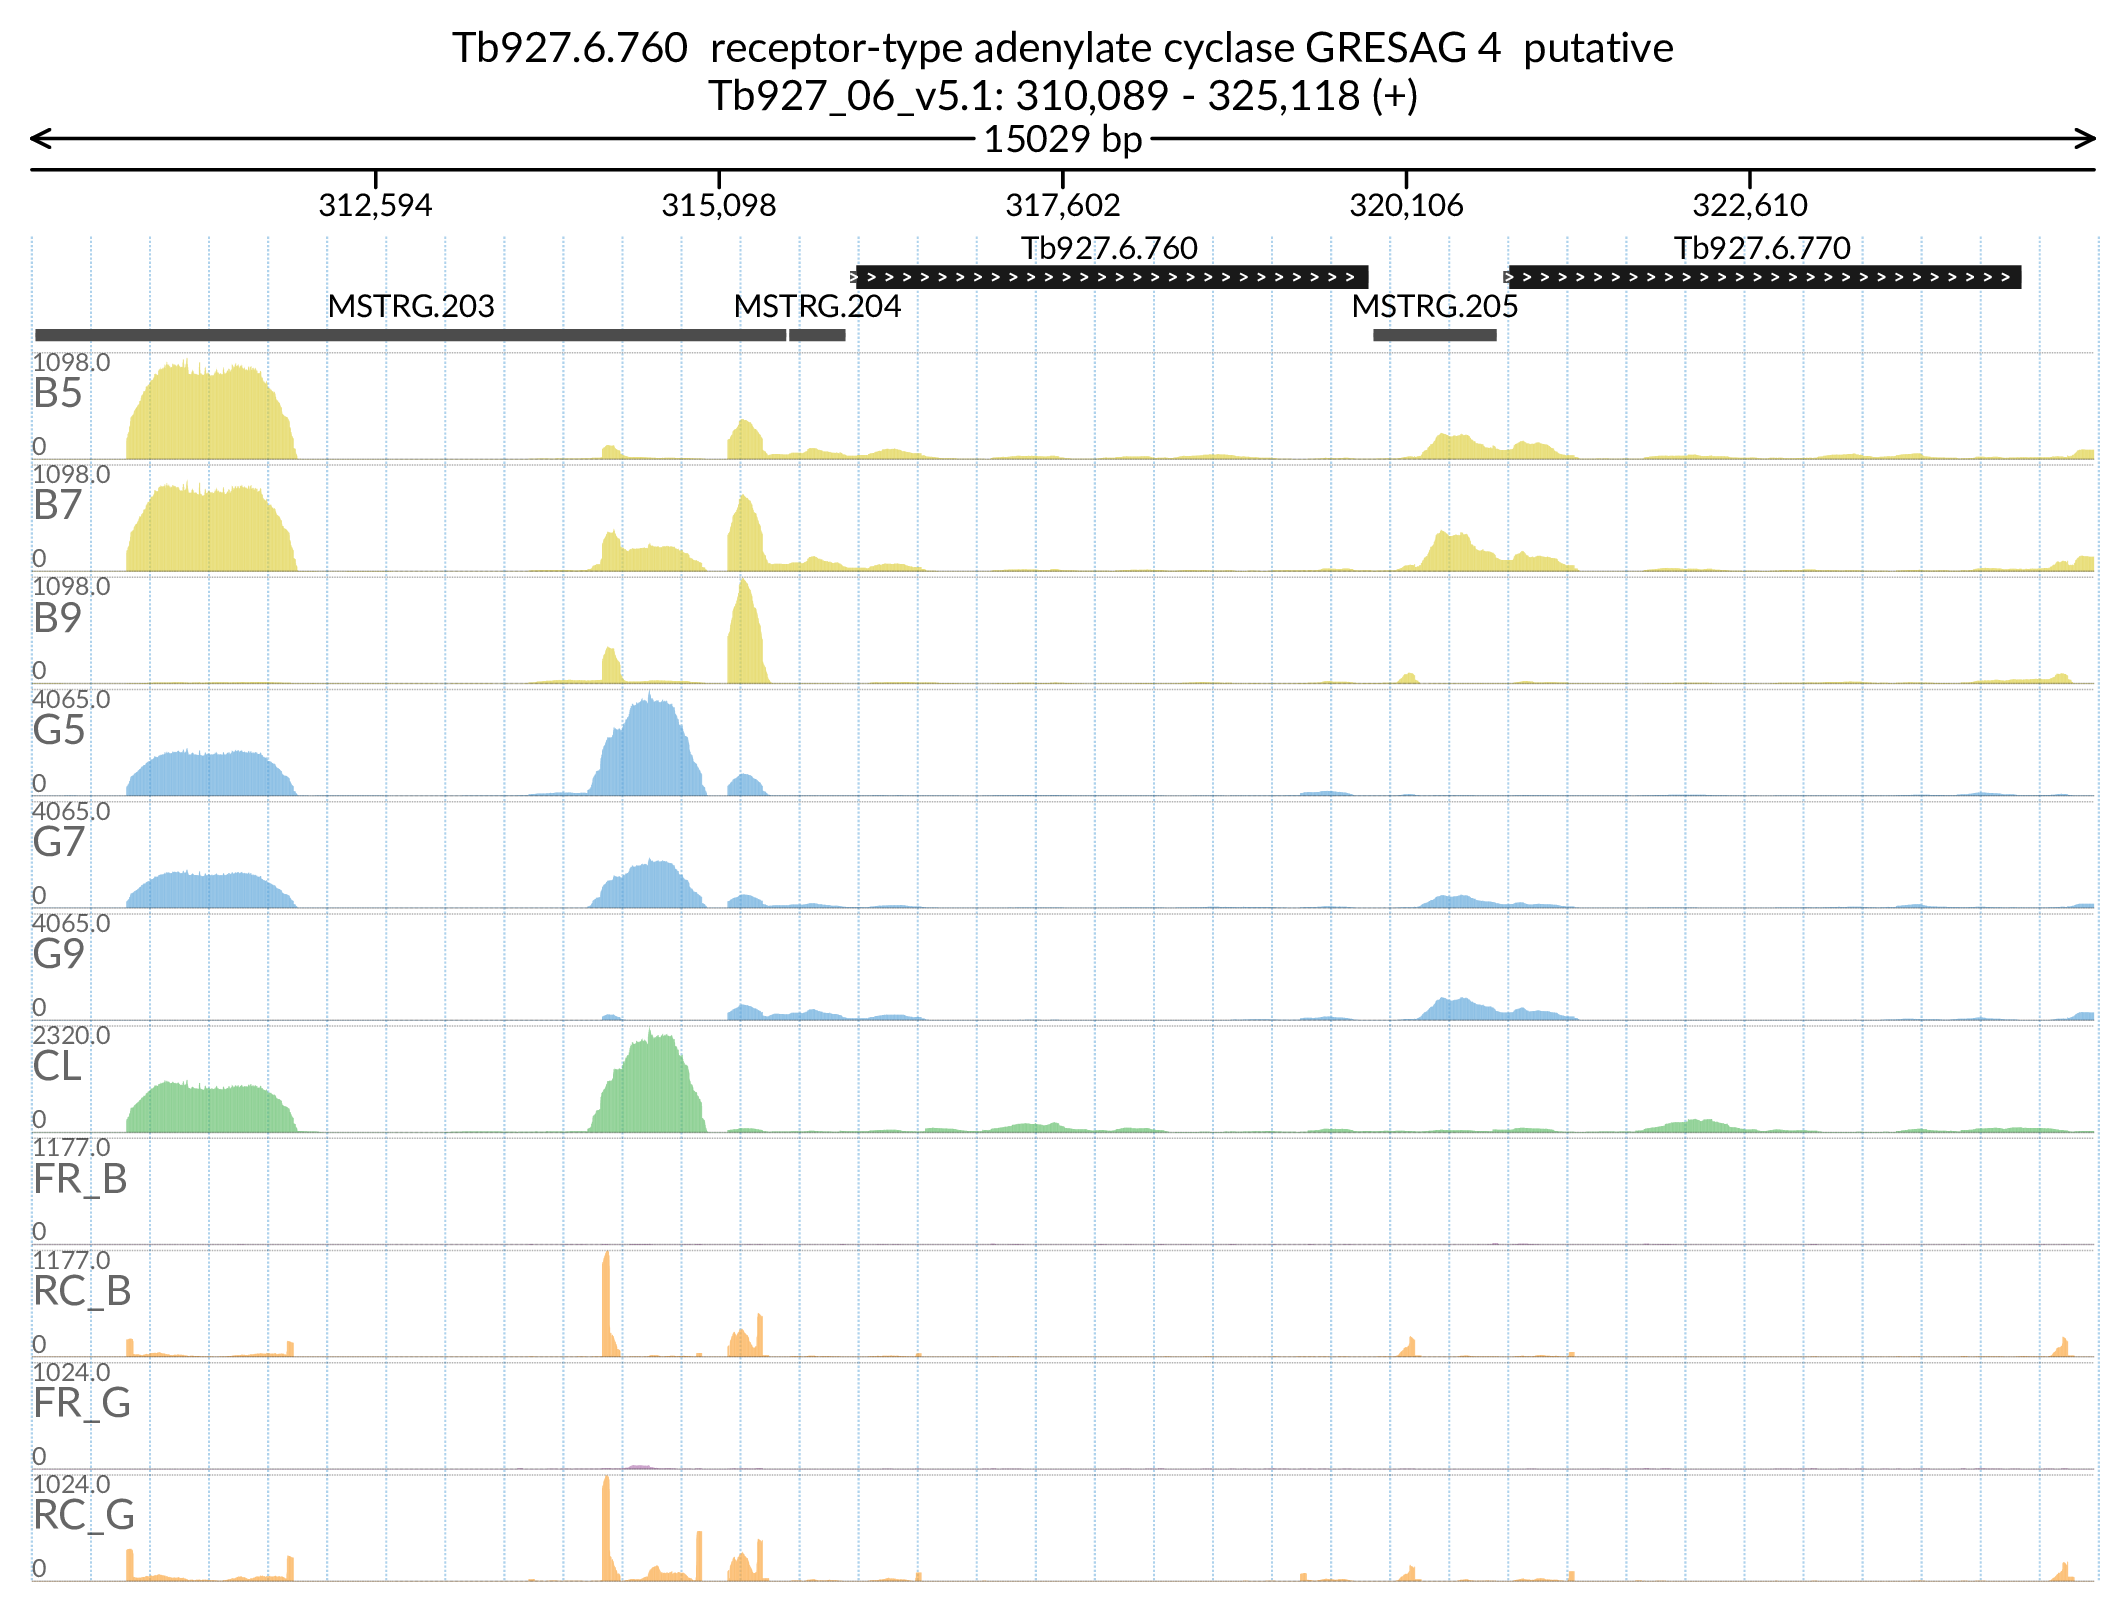 Tb927.6.760  receptor-type adenylate cyclase GRESAG 4  putative
Tb927_06_v5.1: 310,089 - 325,118 (+)
15029 bp
312,594 315,098 317,602 320,106 322,610
Tb927.6.760 Tb927.6.770
MSTRG.203 MSTRG.204 MSTRG.205
1098.0
B5
0
1098.0
B7
0
1098.0
B9
0
4065.0
G5
0
4065.0
G7
0
4065.0
G9
0
2320.0
CL
0
1177.0
FR_B
0
1177.0
RC_B
0
1024.0
FR_G
0
1024.0
RC_G
0